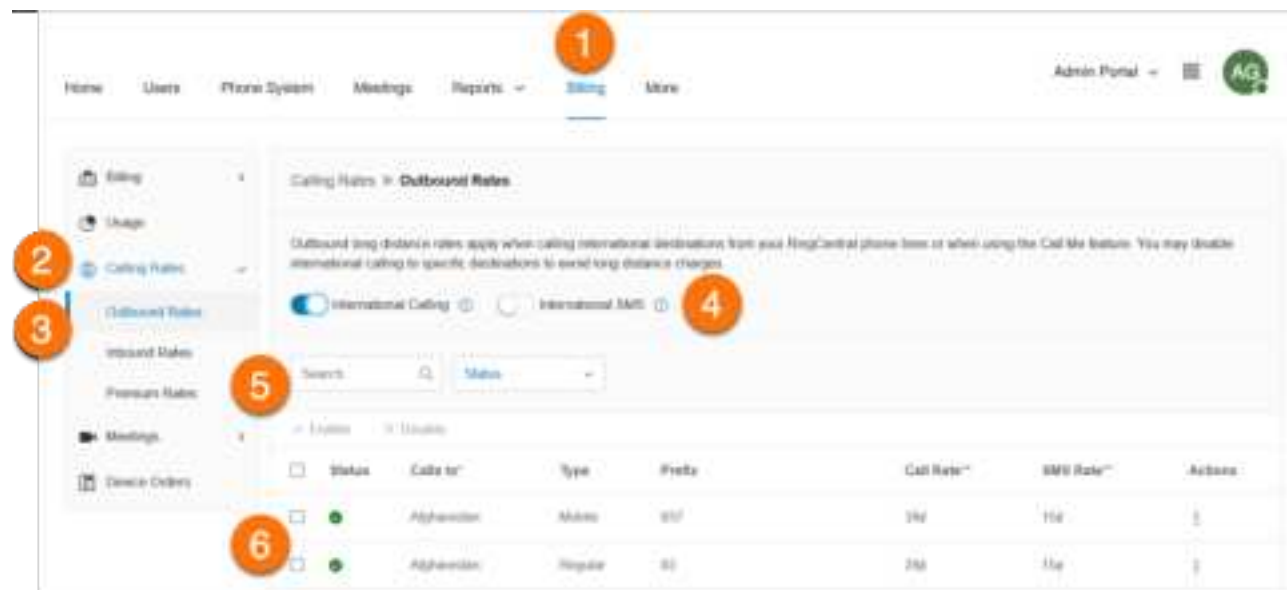 1
Admin Portal
AG
Home Users Phone System Meetings Reports Billing More
Billing
Calling Rates > Outbound Rates
Usage
Outbound long distance rates apply when calling international destinations from your RingCentral phone lines or when using the Call Me feature. You may disable
international calling to specific destinations to avoid long distance charges.
2
Calling Rates
3
Outbound Rates
International Calling International SMS
4
Inbound Rates
5
Search Status
Premium Rates
Enable Disable
Meetings
Status Calls to* Type Prefix Call Rate** SMS Rate** Actions
Device Orders
Afghanistan Mobile
6
Afghanistan Regular